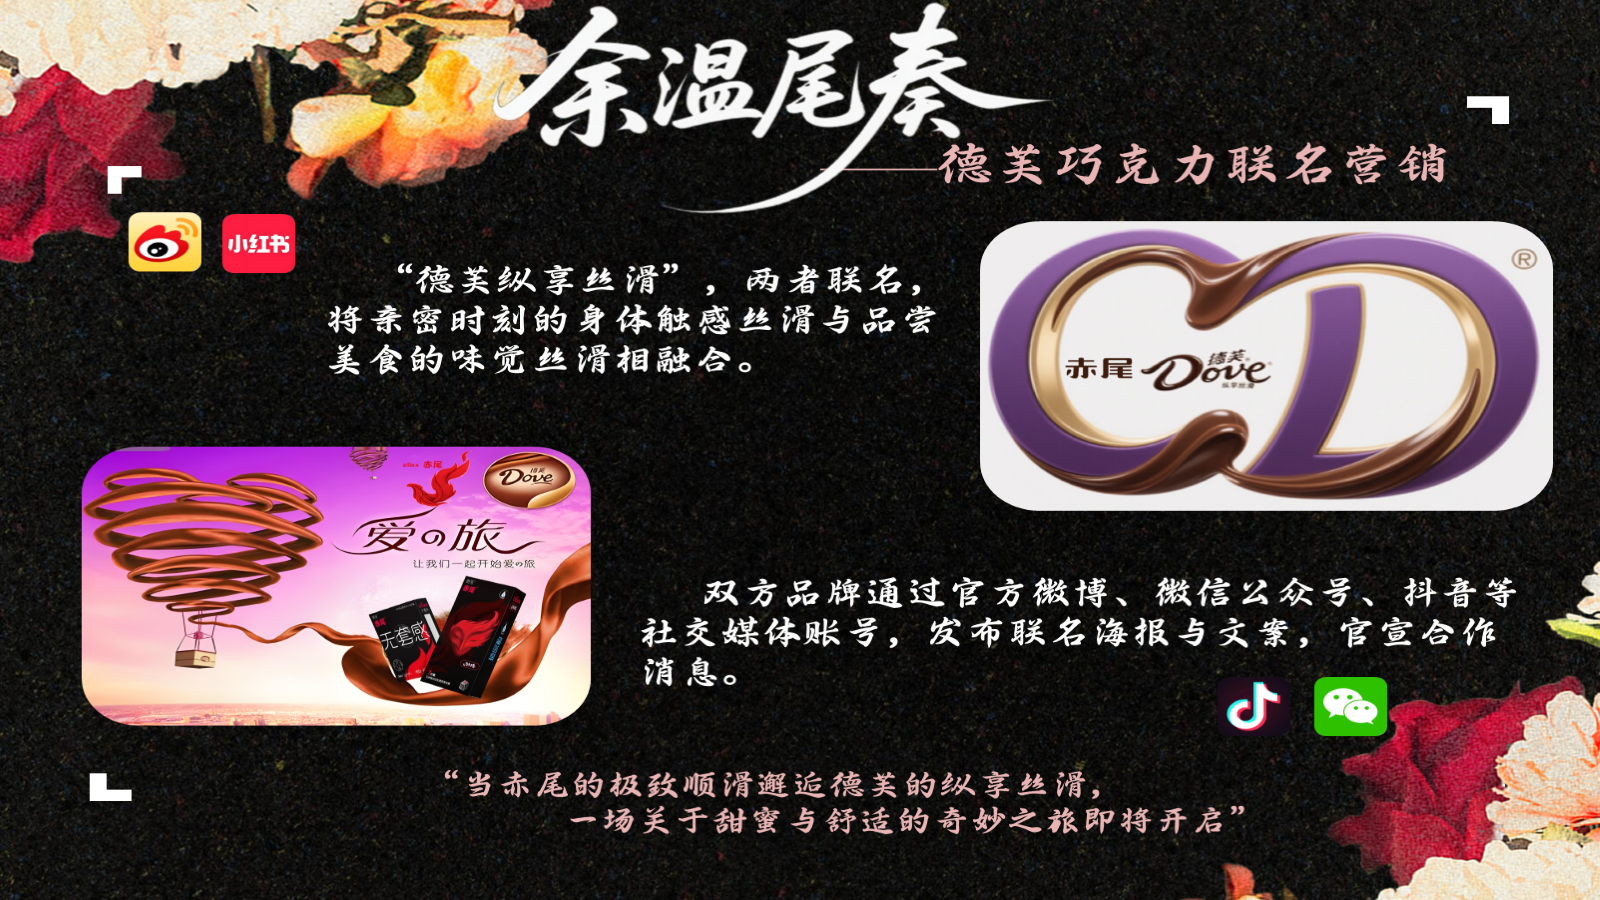 余温尾奏
德芙巧克力联名营销
小红书
“德芙纵享丝滑”，两者联名，
将亲密时刻的身体触感丝滑与品尝
美食的味觉丝滑相融合。
®
赤尾 德芙 Dove
纵享丝滑
赤尾
德芙
Dove
爱の旅
让我们一起开始爱の旅
赤尾
无套感
双方品牌通过官方微博、微信公众号、抖音等
社交媒体账号，发布联名海报与文案，官宣合作
消息。
“当赤尾的极致顺滑邂逅德芙的纵享丝滑，
一场关于甜蜜与舒适的奇妙之旅即将开启”